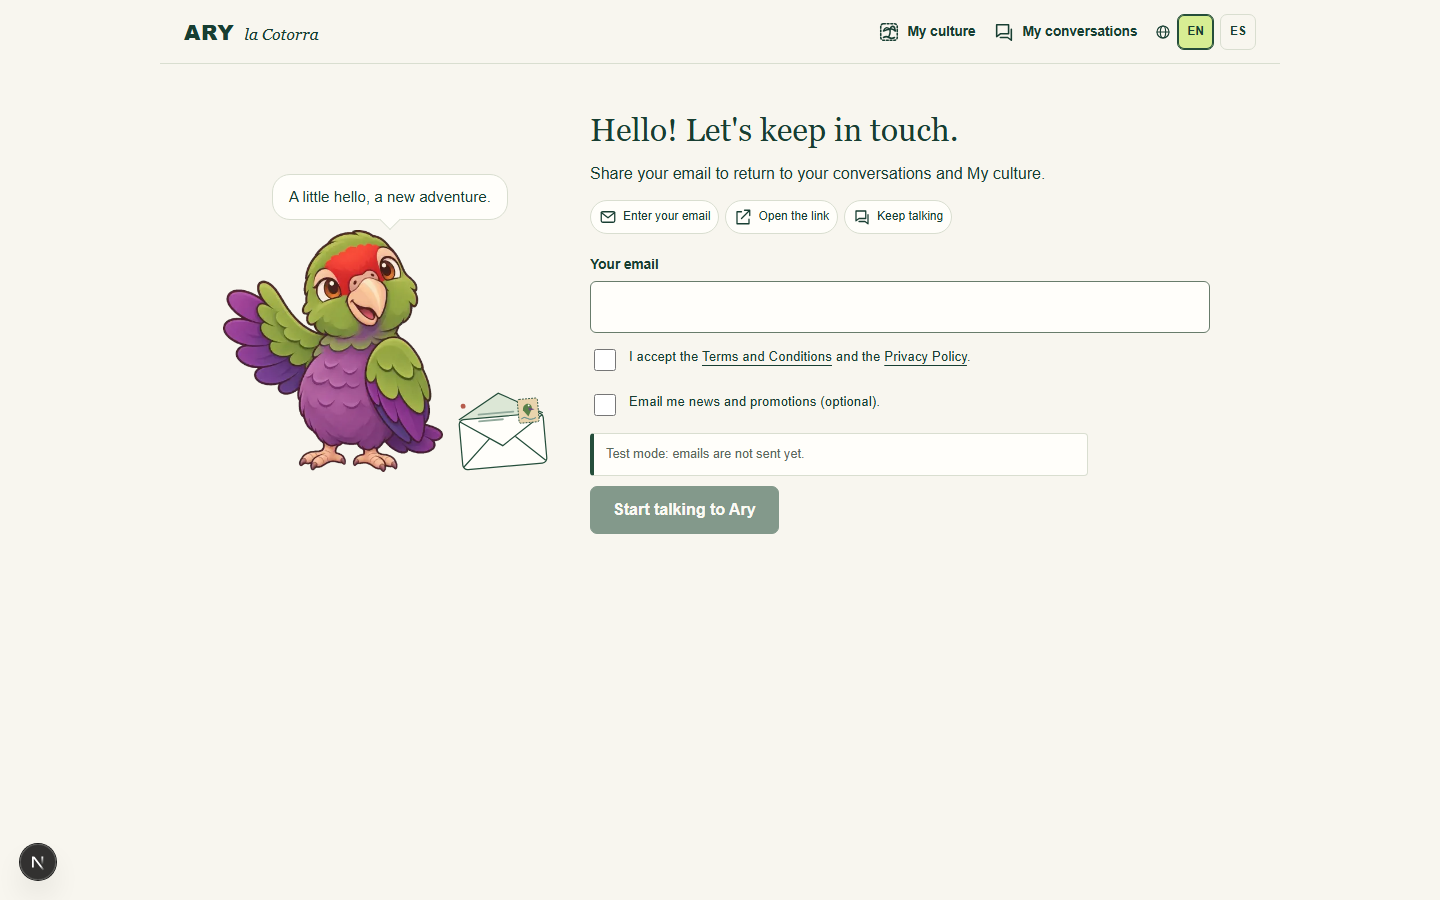 ARY la Cotorra
My culture
My conversations
EN
ES
Hello! Let's keep in touch.
Share your email to return to your conversations and My culture.
A little hello, a new adventure.
Enter your email
Open the link
Keep talking
Your email
I accept the Terms and Conditions and the Privacy Policy.
Email me news and promotions (optional).
Test mode: emails are not sent yet.
Start talking to Ary
N